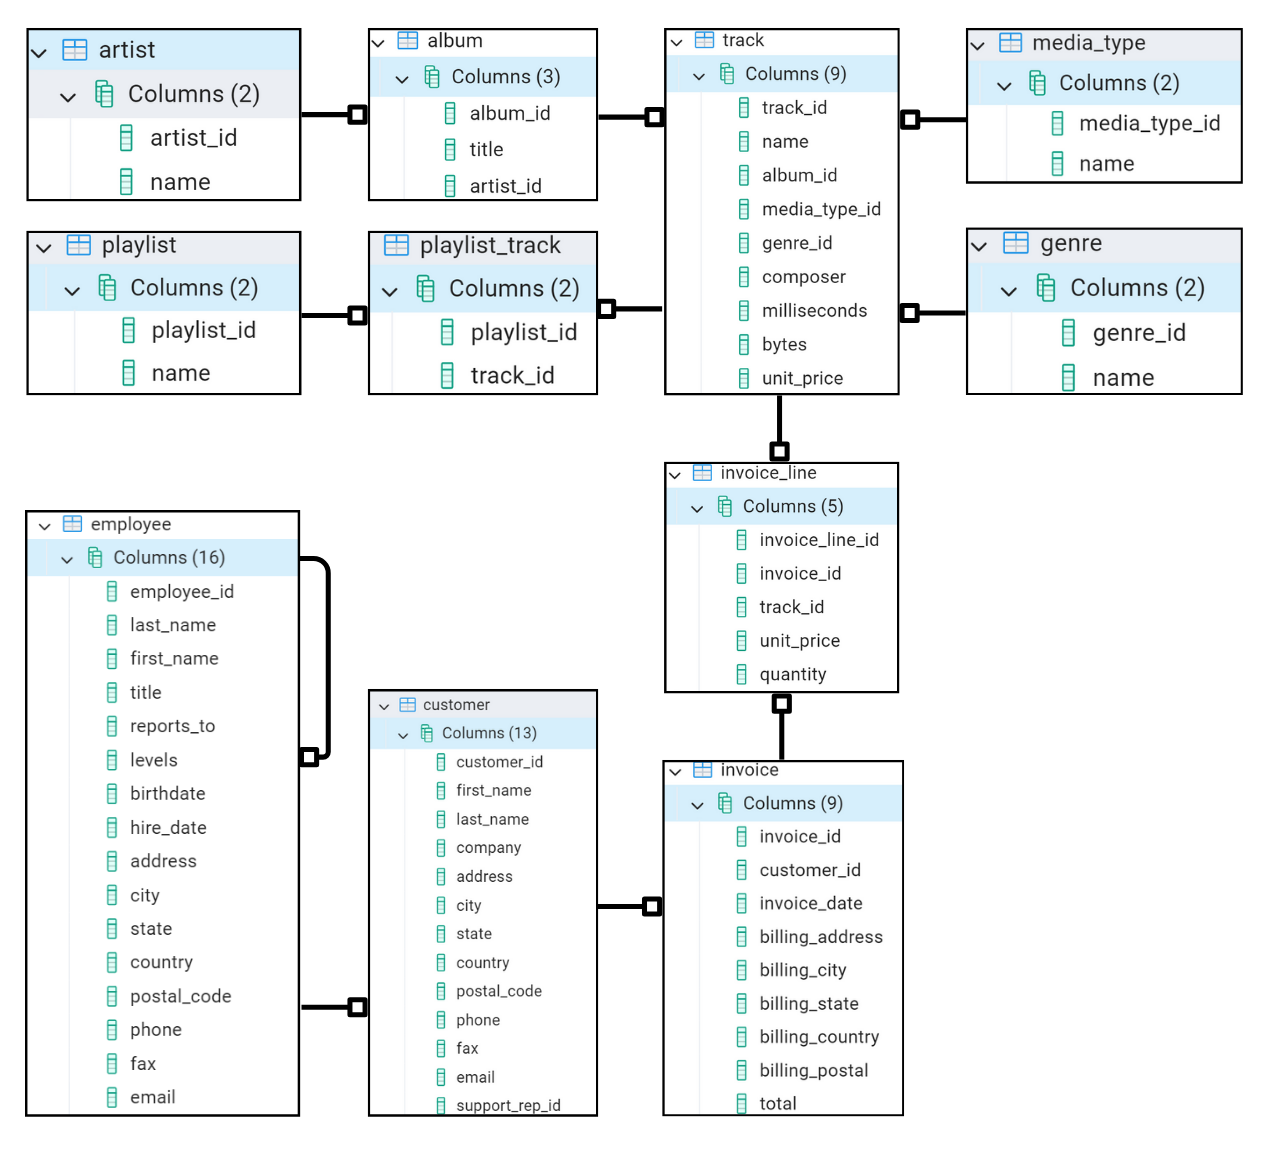 artist
Columns (2)
artist_id
name
album
Columns (3)
album_id
title
artist_id
track
Columns (9)
track_id
name
album_id
media_type_id
genre_id
composer
milliseconds
bytes
unit_price
media_type
Columns (2)
media_type_id
name
playlist
Columns (2)
playlist_id
name
playlist_track
Columns (2)
playlist_id
track_id
genre
Columns (2)
genre_id
name
invoice_line
Columns (5)
invoice_line_id
invoice_id
track_id
unit_price
quantity
employee
Columns (16)
employee_id
last_name
first_name
title
reports_to
levels
birthdate
hire_date
address
city
state
country
postal_code
phone
fax
email
customer
Columns (13)
customer_id
first_name
last_name
company
address
city
state
country
postal_code
phone
fax
email
support_rep_id
invoice
Columns (9)
invoice_id
customer_id
invoice_date
billing_address
billing_city
billing_state
billing_country
billing_postal
total